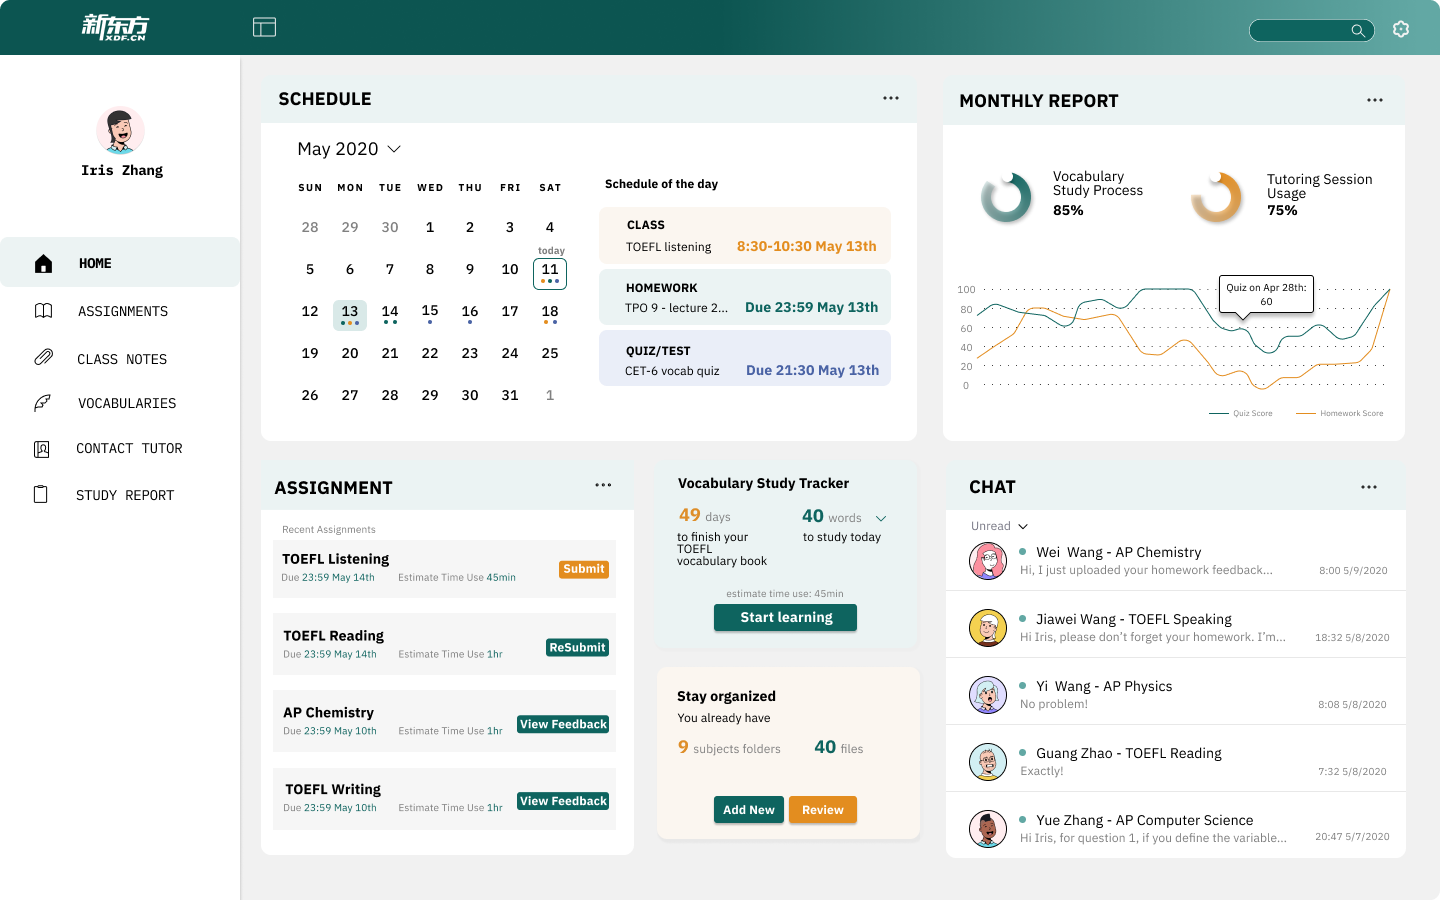 新东方
XDF.CN
Iris Zhang
HOME
ASSIGNMENTS
CLASS NOTES
VOCABULARIES
CONTACT TUTOR
STUDY REPORT
SCHEDULE
May 2020
SUN MON TUE WED THU FRI SAT
28 29 30 1 2 3 4
today
5 6 7 8 9 10 11
12 13 14 15 16 17 18
19 20 21 22 23 24 25
26 27 28 29 30 31 1
Schedule of the day
CLASS
TOEFL listening 8:30-10:30 May 13th
HOMEWORK
TPO 9 - lecture 2... Due 23:59 May 13th
QUIZ/TEST
CET-6 vocab quiz Due 21:30 May 13th
MONTHLY REPORT
Vocabulary
Study Process
85%
Tutoring Session
Usage
75%
Quiz on Apr 28th:
60
100
80
60
40
20
0
Quiz Score Homework Score
ASSIGNMENT
Recent Assignments
TOEFL Listening
Due 23:59 May 14th Estimate Time Use 45min
Submit
TOEFL Reading
Due 23:59 May 14th Estimate Time Use 1hr
ReSubmit
AP Chemistry
Due 23:59 May 10th Estimate Time Use 1hr
View Feedback
TOEFL Writing
Due 23:59 May 10th Estimate Time Use 1hr
View Feedback
Vocabulary Study Tracker
49 days
to finish your
TOEFL
vocabulary book
40 words
to study today
estimate time use: 45min
Start learning
Stay organized
You already have
9 subjects folders 40 files
Add New Review
CHAT
Unread
Wei Wang - AP Chemistry
Hi, I just uploaded your homework feedback... 8:00 5/9/2020
Jiawei Wang - TOEFL Speaking
Hi Iris, please don't forget your homework. I'm... 18:32 5/8/2020
Yi Wang - AP Physics
No problem! 8:08 5/8/2020
Guang Zhao - TOEFL Reading
Exactly! 7:32 5/8/2020
Yue Zhang - AP Computer Science
Hi Iris, for question 1, if you define the variable... 20:47 5/7/2020